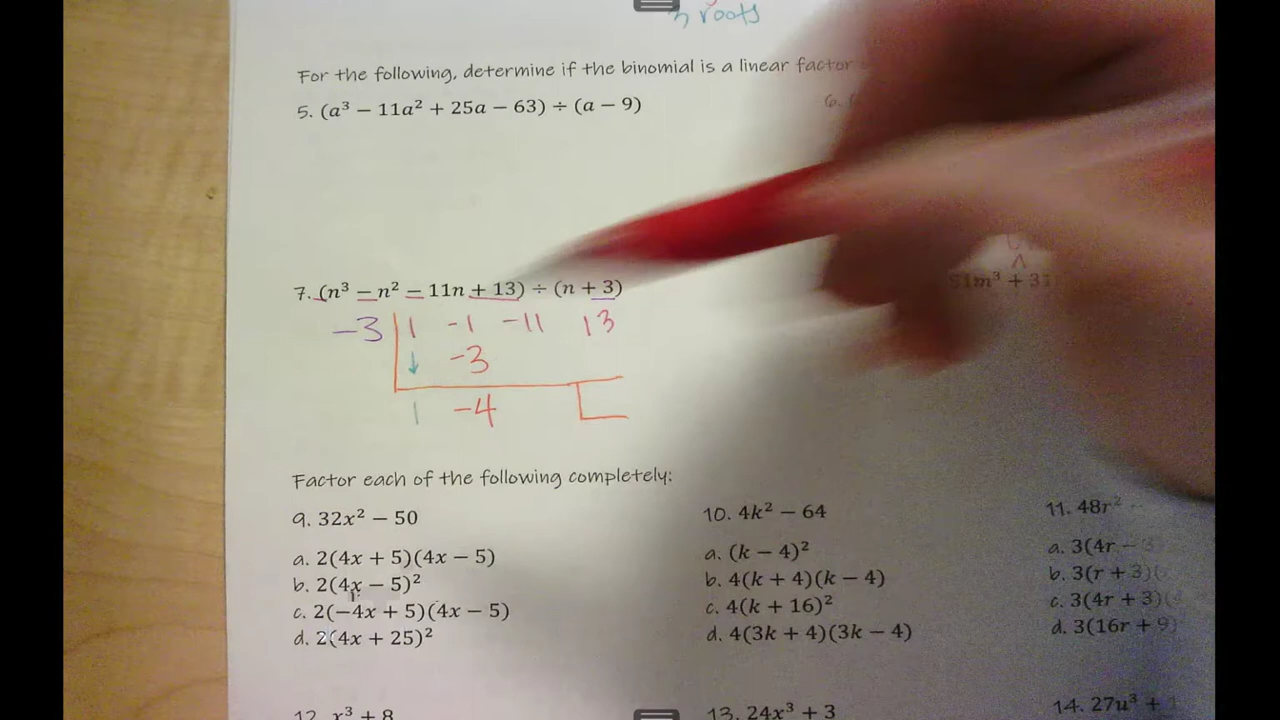 3 roots
For the following, determine if the binomial is a linear factor
5. (a³ − 11a² + 25a − 63) ÷ (a − 9)
6.
7. (n³ − n² − 11n + 13) ÷ (n + 3)
51m³ + 31
−3 1 −1 −11 13
↓ −3
1 −4
Factor each of the following completely:
9. 32x² − 50
a. 2(4x + 5)(4x − 5)
b. 2(4x − 5)²
c. 2(−4x + 5)(4x − 5)
d. 2(4x + 25)²
10. 4k² − 64
a. (k − 4)²
b. 4(k + 4)(k − 4)
c. 4(k + 16)²
d. 4(3k + 4)(3k − 4)
11. 48r² -
a. 3(4r − 3
b. 3(r + 3)(
c. 3(4r + 3)(4
d. 3(16r + 9)
12. x³ + 8
13. 24x³ + 3
14. 27u³ +